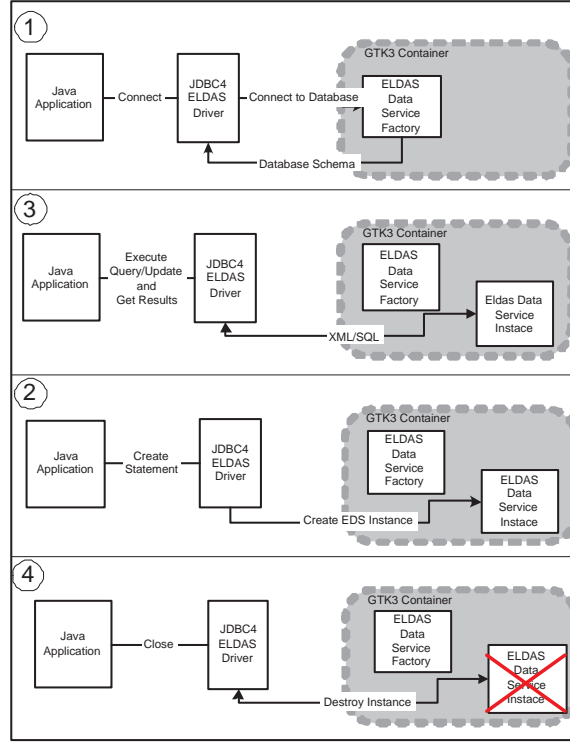 1
GTK3 Container
Java
Application
Connect
JDBC4
ELDAS
Driver
Connect to Database
ELDAS
Data
Service
Factory
Database Schema
3
GTK3 Container
Java
Application
Execute
Query/Update
and
Get Results
JDBC4
ELDAS
Driver
ELDAS
Data
Service
Factory
Eldas Data
Service
Instace
XML/SQL
2
GTK3 Container
Java
Application
Create
Statement
JDBC4
ELDAS
Driver
ELDAS
Data
Service
Factory
ELDAS
Data
Service
Instace
Create EDS Instance
4
GTK3 Container
Java
Application
Close
JDBC4
ELDAS
Driver
ELDAS
Data
Service
Factory
ELDAS
Data
Service
Instace
Destroy Instance